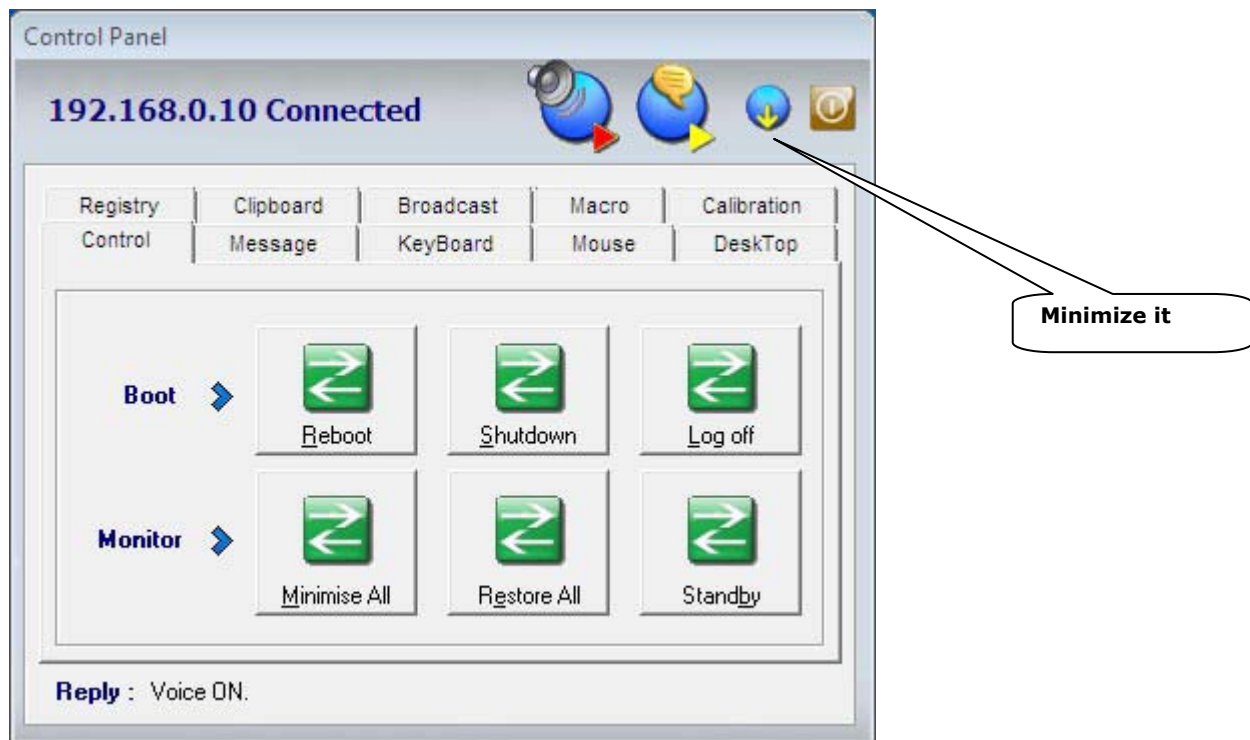 Control Panel
192.168.0.10 Connected
Registry Clipboard Broadcast Macro Calibration
Control Message KeyBoard Mouse DeskTop
Minimize it
Boot
Reboot Shutdown Log off
Monitor
Minimise All Restore All Standby
Reply : Voice ON.